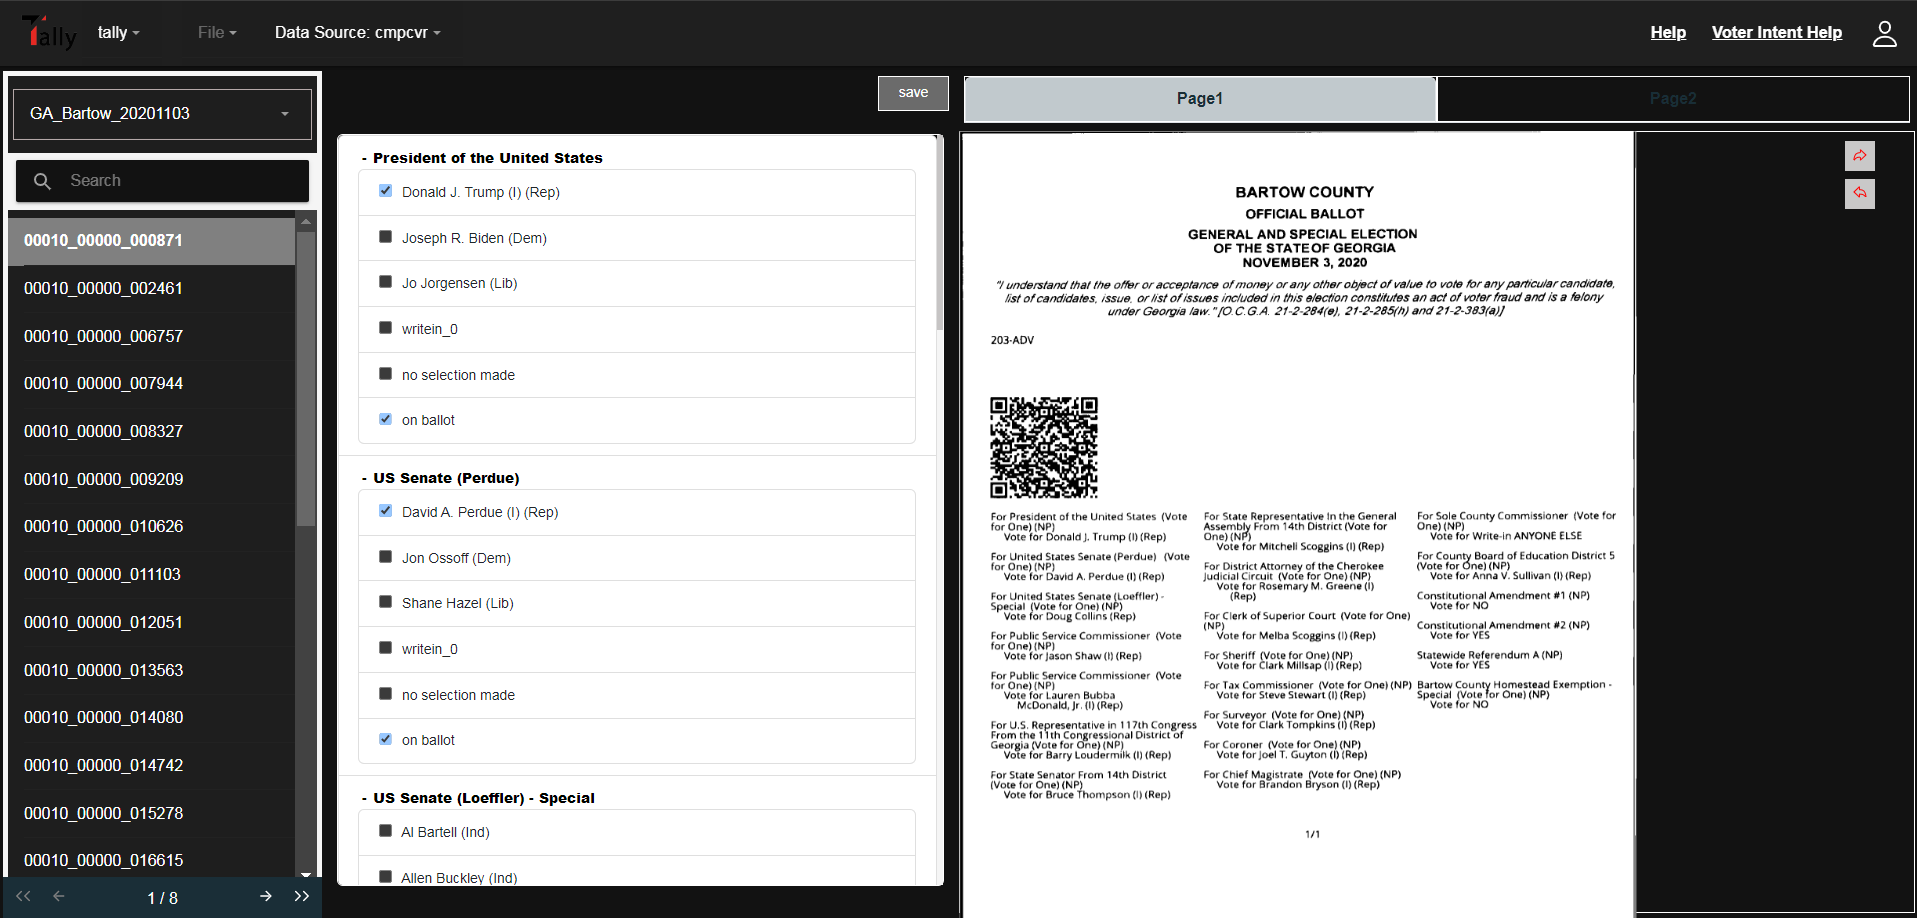 Tally
tally
File
Data Source: cmpcvr
Help
Voter Intent Help
GA_Bartow_20201103
Search
00010_00000_000871
00010_00000_002461
00010_00000_006757
00010_00000_007944
00010_00000_008327
00010_00000_009209
00010_00000_010626
00010_00000_011103
00010_00000_012051
00010_00000_013563
00010_00000_014080
00010_00000_014742
00010_00000_015278
00010_00000_016615
1 / 8
save
- President of the United States
Donald J. Trump (I) (Rep)
Joseph R. Biden (Dem)
Jo Jorgensen (Lib)
writein_0
no selection made
on ballot
- US Senate (Perdue)
David A. Perdue (I) (Rep)
Jon Ossoff (Dem)
Shane Hazel (Lib)
writein_0
no selection made
on ballot
- US Senate (Loeffler) - Special
Al Bartell (Ind)
Allen Buckley (Ind)
Page1
Page2
BARTOW COUNTY
OFFICIAL BALLOT
GENERAL AND SPECIAL ELECTION
OF THE STATE OF GEORGIA
NOVEMBER 3, 2020
"I understand that the offer or acceptance of money or any other object of value to vote for any particular candidate,
list of candidates, issue, or list of issues included in this election constitutes an act of voter fraud and is a felony
under Georgia law." [O.C.G.A. 21-2-284(e), 21-2-285(h) and 21-2-383(a)]
203-ADV
For President of the United States (Vote
for One) (NP)
Vote for Donald J. Trump (I) (Rep)
For United States Senate (Perdue) (Vote
for One) (NP)
Vote for David A. Perdue (I) (Rep)
For United States Senate (Loeffler) -
Special (Vote for One) (NP)
Vote for Doug Collins (Rep)
For Public Service Commissioner (Vote
for One) (NP)
Vote for Jason Shaw (I) (Rep)
For Public Service Commissioner (Vote
for One) (NP)
Vote for Lauren Bubba
McDonald, Jr. (I) (Rep)
For U.S. Representative in 117th Congress
From the 11th Congressional District of
Georgia (Vote for One) (NP)
Vote for Barry Loudermilk (I) (Rep)
For State Senator From 14th District
(Vote for One) (NP)
Vote for Bruce Thompson (I) (Rep)
For State Representative In the General
Assembly From 14th District (Vote for
One) (NP)
Vote for Mitchell Scoggins (I) (Rep)
For District Attorney of the Cherokee
Judicial Circuit (Vote for One) (NP)
Vote for Rosemary M. Greene (I)
(Rep)
For Clerk of Superior Court (Vote for One)
(NP)
Vote for Melba Scoggins (I) (Rep)
For Sheriff (Vote for One) (NP)
Vote for Clark Millsap (I) (Rep)
For Tax Commissioner (Vote for One) (NP)
Vote for Steve Stewart (I) (Rep)
For Surveyor (Vote for One) (NP)
Vote for Clark Tompkins (I) (Rep)
For Coroner (Vote for One) (NP)
Vote for Joel T. Guyton (I) (Rep)
For Chief Magistrate (Vote for One) (NP)
Vote for Brandon Bryson (I) (Rep)
For Sole County Commissioner (Vote for
One) (NP)
Vote for Write-in ANYONE ELSE
For County Board of Education District 5
(Vote for One) (NP)
Vote for Anna V. Sullivan (I) (Rep)
Constitutional Amendment #1 (NP)
Vote for NO
Constitutional Amendment #2 (NP)
Vote for YES
Statewide Referendum A (NP)
Vote for YES
Bartow County Homestead Exemption -
Special (Vote for One) (NP)
Vote for NO
1/1